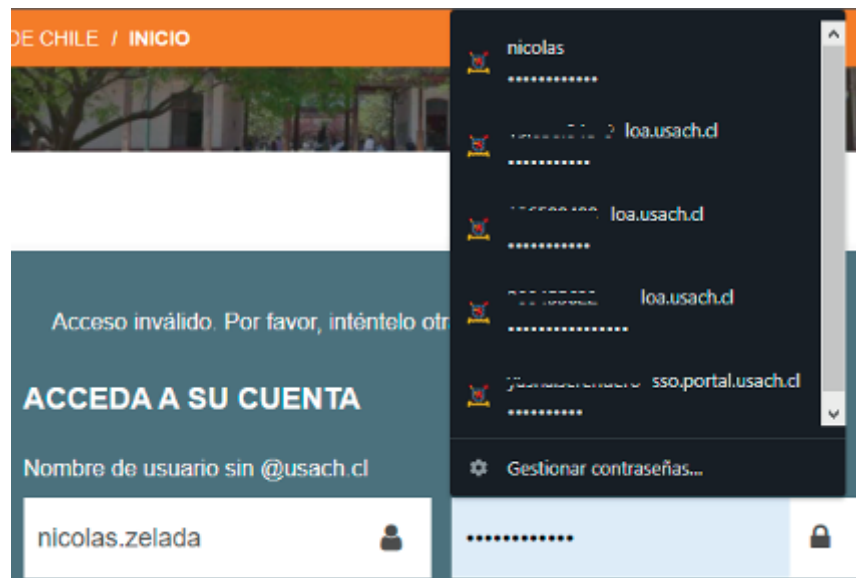 DE CHILE / INICIO
nicolas
••••••••••••
loa.usach.cl
•••••••••••
loa.usach.cl
•••••••••••
loa.usach.cl
••••••••••••••••
sso.portal.usach.cl
••••••••••
Gestionar contraseñas...
Acceso inválido. Por favor, inténtelo otr
ACCEDA A SU CUENTA
Nombre de usuario sin @usach.cl
nicolas.zelada
••••••••••••